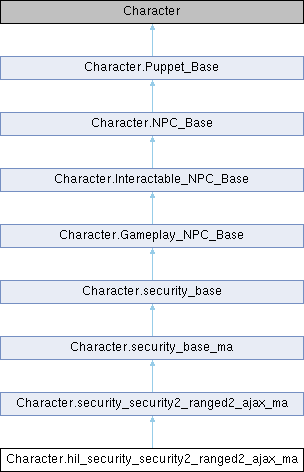 Character
Character.Puppet_Base
Character.NPC_Base
Character.Interactable_NPC_Base
Character.Gameplay_NPC_Base
Character.security_base
Character.security_base_ma
Character.security_security2_ranged2_ajax_ma
Character.hil_security_security2_ranged2_ajax_ma